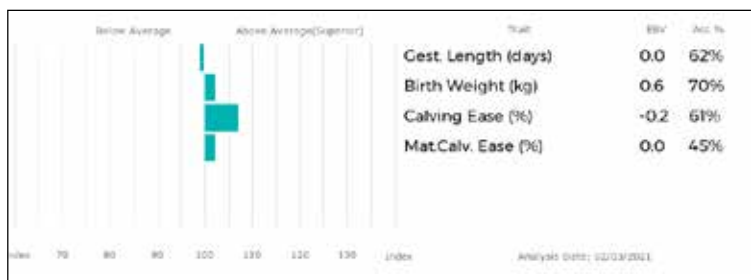 Below Average Above Average(Superior) Trait EBV Acc %
Gest. Length (days) 0.0 62%
Birth Weight (kg) 0.6 70%
Calving Ease (%) -0.2 61%
Mat.Calv. Ease (%) 0.0 45%
70 80 90 100 110 120 130 Index Analysis Date: 02/03/2021